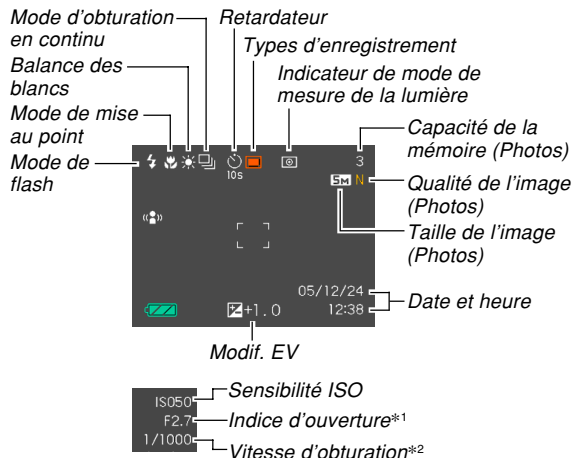 Mode d'obturation
en continu
Retardateur
Types d'enregistrement
Balance des
blancs
Indicateur de mode de
mesure de la lumière
Mode de mise
au point
Mode de
flash
Capacité de la
mémoire (Photos)
Qualité de l'image
(Photos)
Taille de l'image
(Photos)
10s
3
5M N
05/12/24
12:38
Date et heure
+1.0
Modif. EV
ISO50
Sensibilité ISO
F2.7
Indice d'ouverture*1
1/1000
Vitesse d'obturation*2